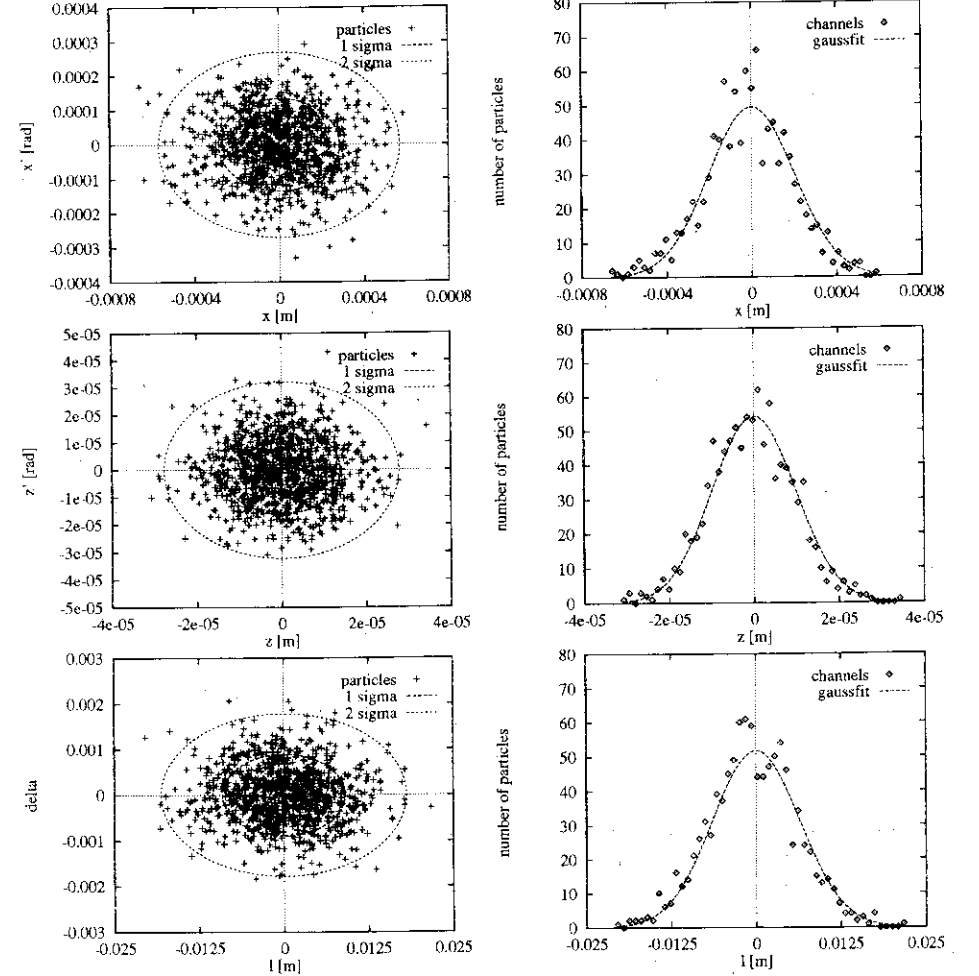 0.0004
0.0003
0.0002
0.0001
0
-0.0001
-0.0002
-0.0003
-0.0004
x' [rad]
particles
1 sigma
2 sigma
-0.0008 -0.0004 0 0.0004 0.0008
x [m]
80
70
60
50
40
30
20
10
0
number of particles
channels
gaussfit
-0.0008 -0.0004 0 0.0004 0.0008
x [m]
5e-05
4e-05
3e-05
2e-05
1e-05
0
-1e-05
-2e-05
-3e-05
-4e-05
-5e-05
z' [rad]
particles
1 sigma
2 sigma
-4e-05 -2e-05 0 2e-05 4e-05
z [m]
80
70
60
50
40
30
20
10
0
number of particles
channels
gaussfit
-4e-05 -2e-05 0 2e-05 4e-05
z [m]
0.003
0.002
0.001
0
-0.001
-0.002
-0.003
delta
particles
1 sigma
2 sigma
-0.025 -0.0125 0 0.0125 0.025
l [m]
80
70
60
50
40
30
20
10
0
number of particles
channels
gaussfit
-0.025 -0.0125 0 0.0125 0.025
l [m]